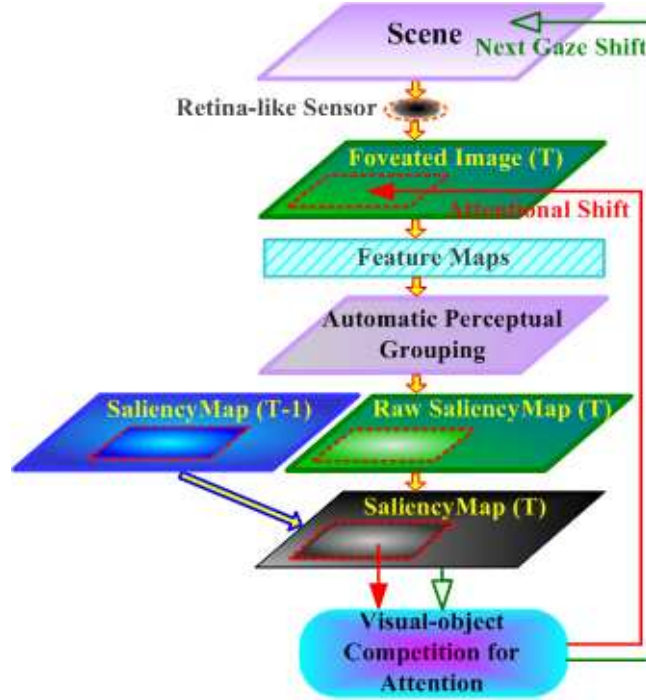 Scene
Next Gaze Shift
Retina-like Sensor
Foveated Image (T)
Attentional Shift
Feature Maps
Automatic Perceptual
Grouping
SaliencyMap (T-1)
Raw SaliencyMap (T)
SaliencyMap (T)
Visual-object
Competition for
Attention